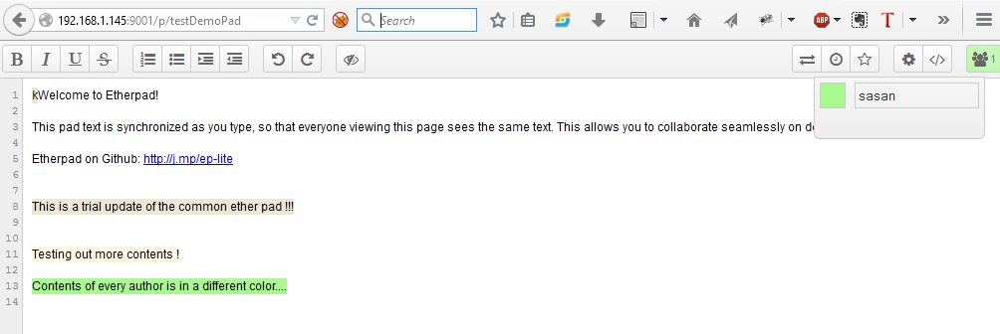 192.168.1.145:9001/p/testDemoPad
Search
ABP
T
B I U S
1
sasan
1 kWelcome to Etherpad!
2
3 This pad text is synchronized as you type, so that everyone viewing this page sees the same text. This allows you to collaborate seamlessly on
4
5 Etherpad on Github: http://j.mp/ep-lite
6
7
8 This is a trial update of the common ether pad !!!
9
10
11 Testing out more contents !
12
13 Contents of every author is in a different color....
14